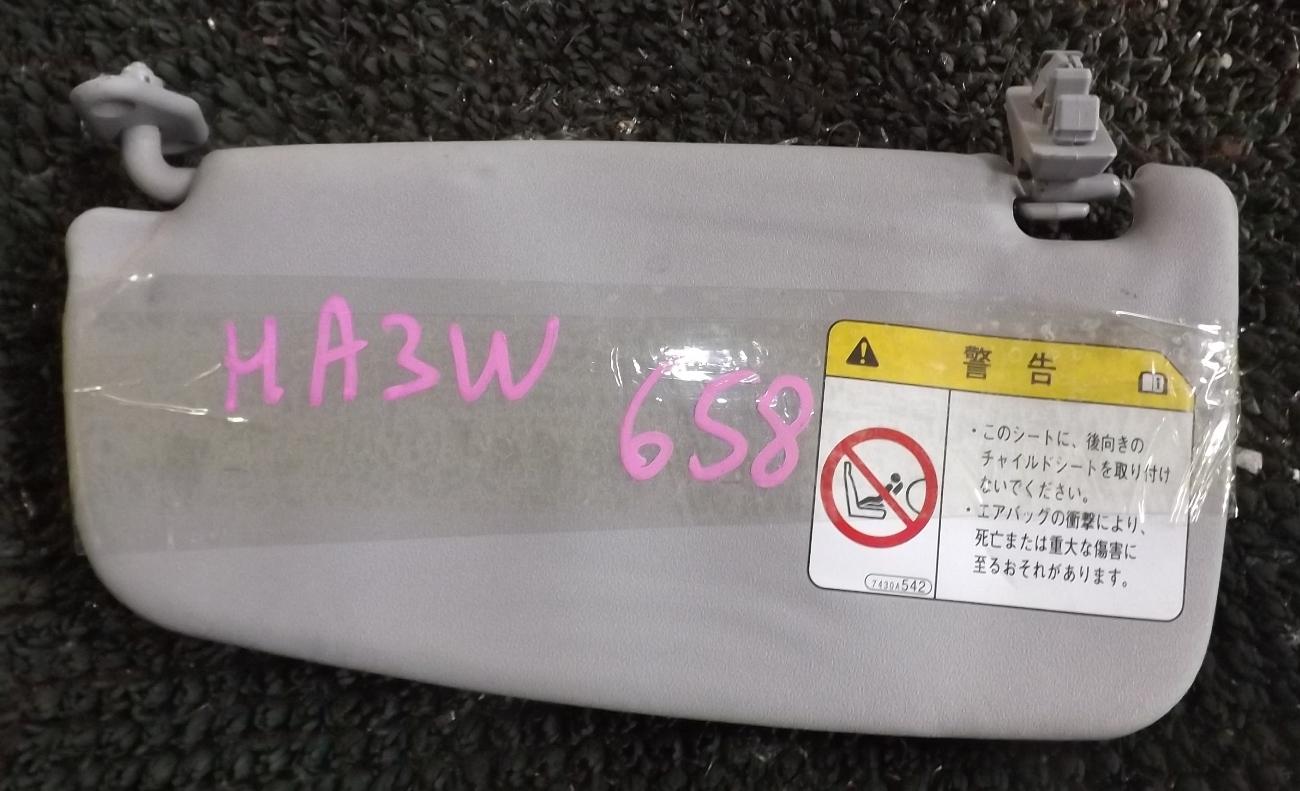 HA3W
658
警告
・このシートに、後向きの
チャイルドシートを取り付け
ないでください。
・エアバッグの衝撃により、
死亡または重大な傷害に
至るおそれがあります。
7430A542